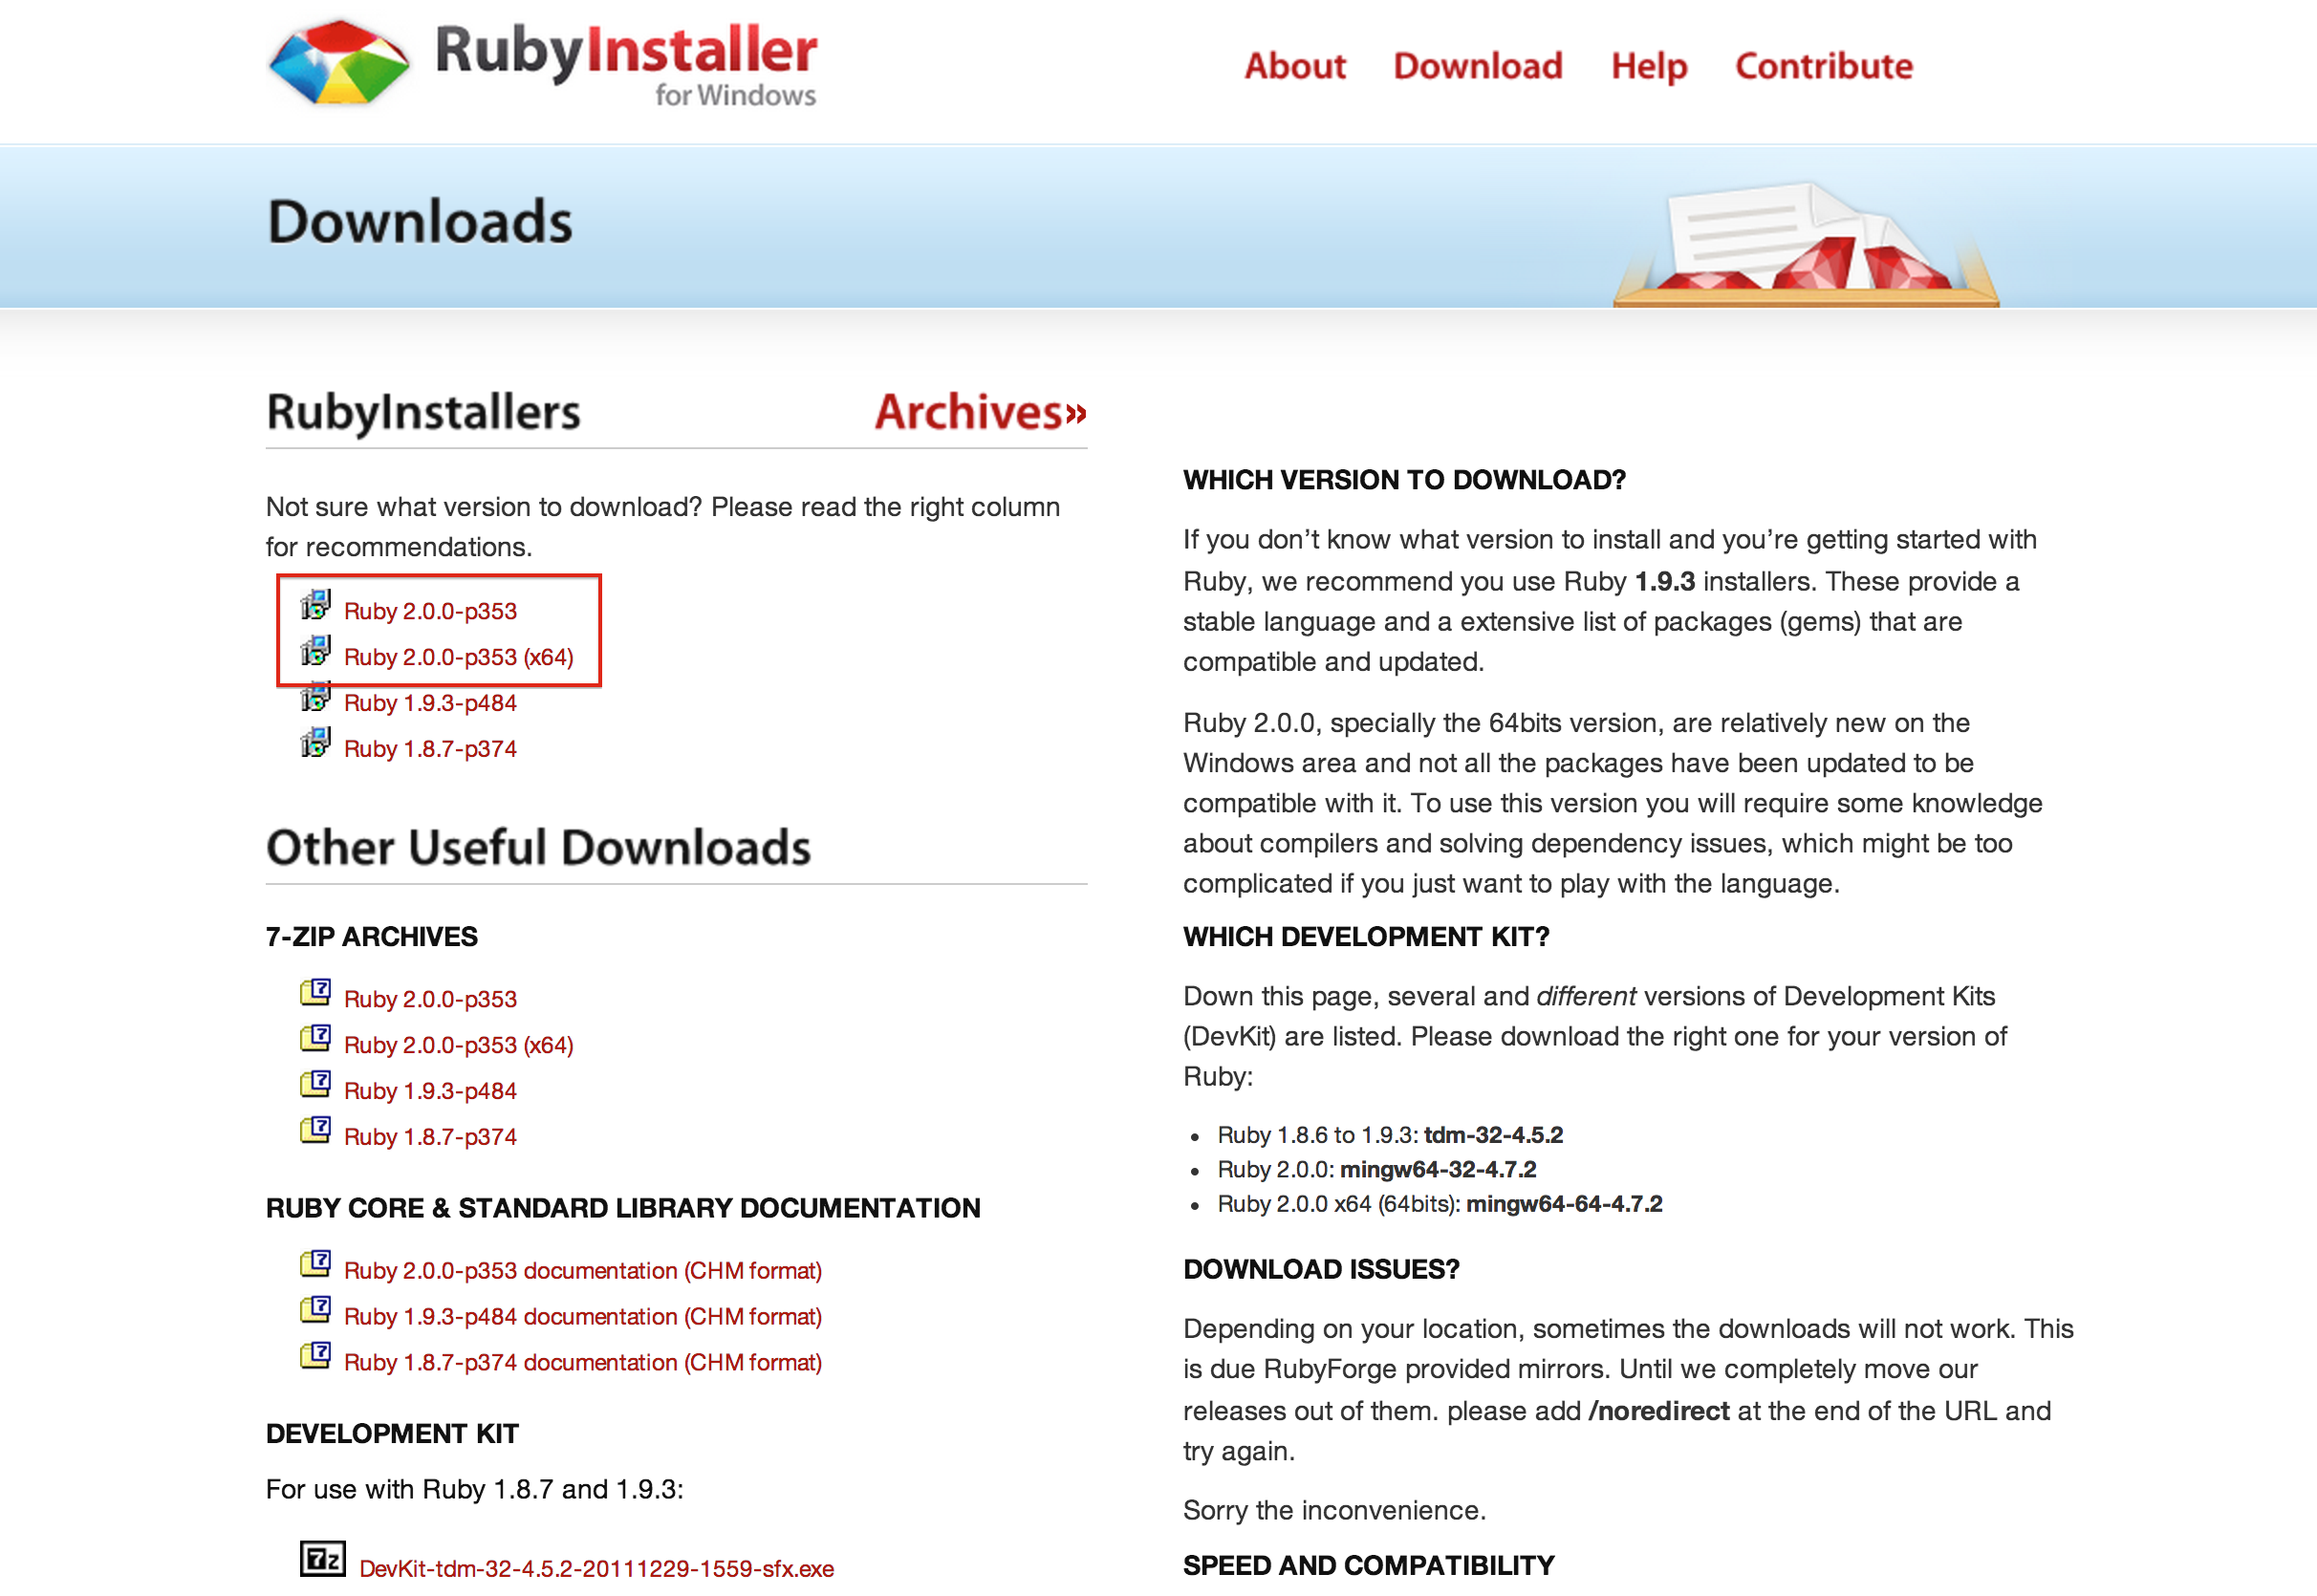 RubyInstaller
for Windows
About Download Help Contribute
Downloads
RubyInstallers Archives»
Not sure what version to download? Please read the right column
for recommendations.
Ruby 2.0.0-p353
Ruby 2.0.0-p353 (x64)
Ruby 1.9.3-p484
Ruby 1.8.7-p374
Other Useful Downloads
7-ZIP ARCHIVES
Ruby 2.0.0-p353
Ruby 2.0.0-p353 (x64)
Ruby 1.9.3-p484
Ruby 1.8.7-p374
RUBY CORE & STANDARD LIBRARY DOCUMENTATION
Ruby 2.0.0-p353 documentation (CHM format)
Ruby 1.9.3-p484 documentation (CHM format)
Ruby 1.8.7-p374 documentation (CHM format)
DEVELOPMENT KIT
For use with Ruby 1.8.7 and 1.9.3:
DevKit-tdm-32-4.5.2-20111229-1559-sfx.exe
WHICH VERSION TO DOWNLOAD?
If you don’t know what version to install and you’re getting started with
Ruby, we recommend you use Ruby 1.9.3 installers. These provide a
stable language and a extensive list of packages (gems) that are
compatible and updated.
Ruby 2.0.0, specially the 64bits version, are relatively new on the
Windows area and not all the packages have been updated to be
compatible with it. To use this version you will require some knowledge
about compilers and solving dependency issues, which might be too
complicated if you just want to play with the language.
WHICH DEVELOPMENT KIT?
Down this page, several and different versions of Development Kits
(DevKit) are listed. Please download the right one for your version of
Ruby:
• Ruby 1.8.6 to 1.9.3: tdm-32-4.5.2
• Ruby 2.0.0: mingw64-32-4.7.2
• Ruby 2.0.0 x64 (64bits): mingw64-64-4.7.2
DOWNLOAD ISSUES?
Depending on your location, sometimes the downloads will not work. This
is due RubyForge provided mirrors. Until we completely move our
releases out of them. please add /noredirect at the end of the URL and
try again.
Sorry the inconvenience.
SPEED AND COMPATIBILITY